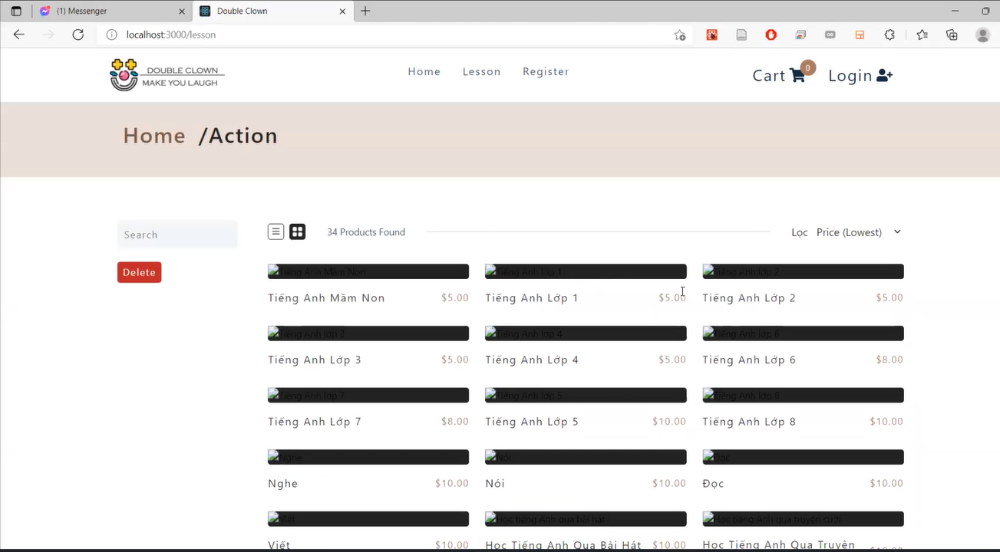 (1) Messenger
Double Clown
localhost:3000/lesson
DOUBLE CLOWN
MAKE YOU LAUGH
Home Lesson Register
Cart 0 Login
Home /Action
Search
Delete
34 Products Found
Lọc Price (Lowest)
Tiếng Anh Mầm Non Tiếng Anh lớp 1 Tiếng Anh lớp 2
Tiếng Anh Mầm Non $5.00 Tiếng Anh Lớp 1 $5.00 Tiếng Anh Lớp 2 $5.00
Tiếng Anh lớp 3 Tiếng Anh lớp 4 Tiếng Anh lớp 6
Tiếng Anh Lớp 3 $5.00 Tiếng Anh Lớp 4 $5.00 Tiếng Anh Lớp 6 $8.00
Tiếng Anh lớp 7 Tiếng Anh lớp 5 Tiếng Anh lớp 8
Tiếng Anh Lớp 7 $8.00 Tiếng Anh Lớp 5 $10.00 Tiếng Anh Lớp 8 $10.00
Nghe Nói Đọc
Nghe $10.00 Nói $10.00 Đọc $10.00
Viết Học tiếng Anh qua bài hát Học tiếng Anh qua truyện cười
Viết $10.00 Học Tiếng Anh Qua Bài Hát $10.00 Học Tiếng Anh Qua Truyện